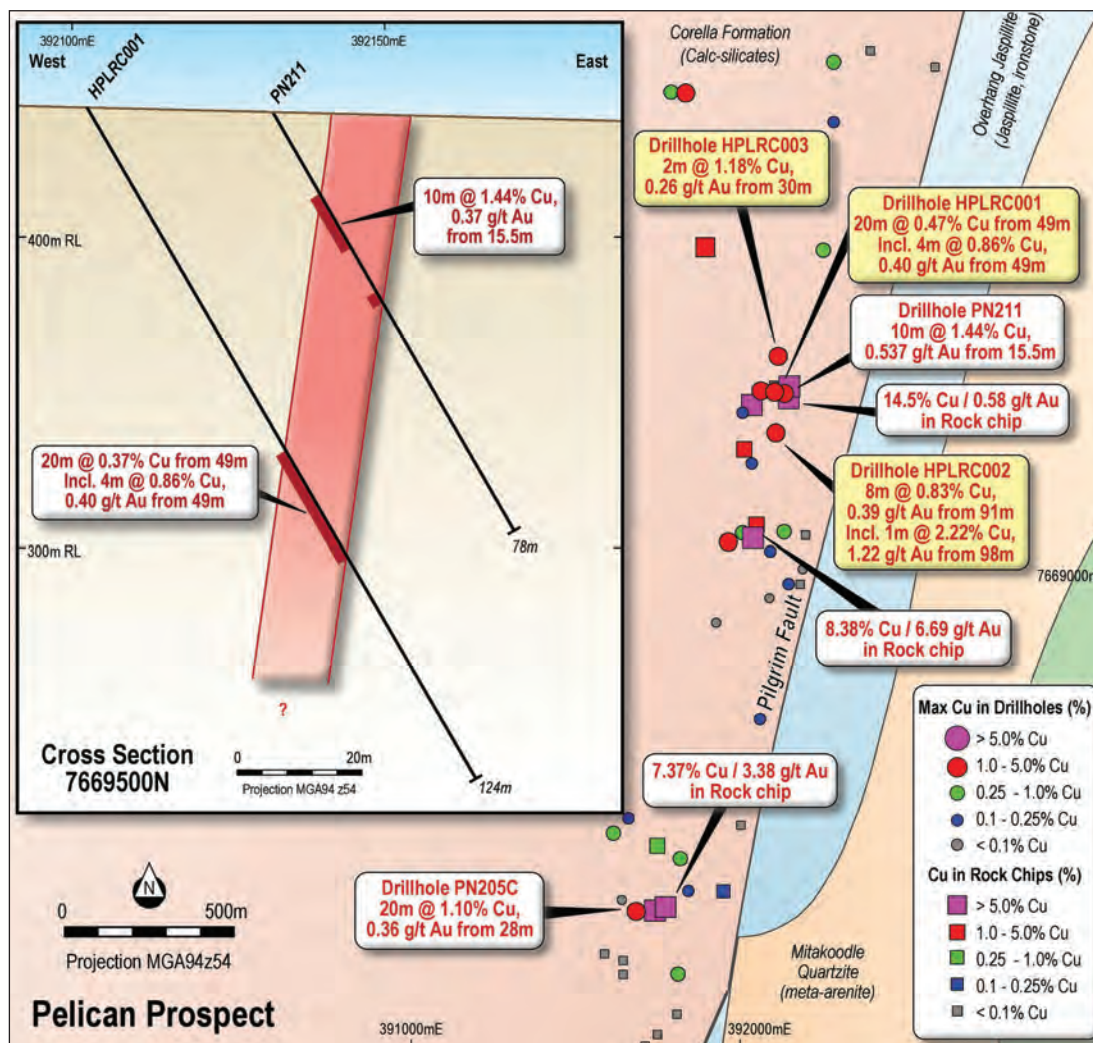 392100mE
392150mE
West
HPLRC001
PN211
East
10m @ 1.44% Cu,
0.37 g/t Au
from 15.5m
400m RL
20m @ 0.37% Cu from 49m
Incl. 4m @ 0.86% Cu,
0.40 g/t Au from 49m
300m RL
78m
?
Cross Section
7669500N
0
20m
Projection MGA94 z54
124m
Corella Formation
(Calc-silicates)
Overhang Jaspillite
(Jaspillite, ironstone)
Drillhole HPLRC003
2m @ 1.18% Cu,
0.26 g/t Au from 30m
Drillhole HPLRC001
20m @ 0.47% Cu from 49m
Incl. 4m @ 0.86% Cu,
0.40 g/t Au from 49m
Drillhole PN211
10m @ 1.44% Cu,
0.537 g/t Au from 15.5m
14.5% Cu / 0.58 g/t Au
in Rock chip
Drillhole HPLRC002
8m @ 0.83% Cu,
0.39 g/t Au from 91m
Incl. 1m @ 2.22% Cu,
1.22 g/t Au from 98m
Pilgrim Fault
8.38% Cu / 6.69 g/t Au
in Rock chip
7.37% Cu / 3.38 g/t Au
in Rock chip
Drillhole PN205C
20m @ 1.10% Cu,
0.36 g/t Au from 28m
Mitakoodle
Quartzite
(meta-arenite)
Max Cu in Drillholes (%)
> 5.0% Cu
1.0 - 5.0% Cu
0.25 - 1.0% Cu
0.1 - 0.25% Cu
< 0.1% Cu
Cu in Rock Chips (%)
> 5.0% Cu
1.0 - 5.0% Cu
0.25 - 1.0% Cu
0.1 - 0.25% Cu
< 0.1% Cu
N
0
500m
Projection MGA94z54
Pelican Prospect
391000mE
392000mE